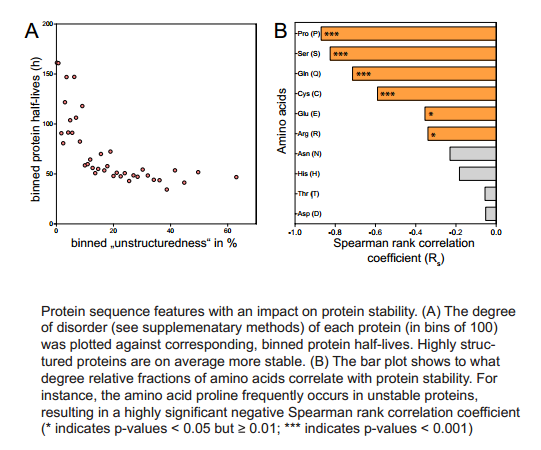 A
200
150
100
50
0
0
20
40
60
binned protein half-lives (h)
binned „unstructuredness“ in %
B
Amino acids
Pro (P)
***
Ser (S)
***
Gln (Q)
***
Cys (C)
***
Glu (E)
*
Arg (R)
*
Asn (N)
His (H)
Thr (T)
Asp (D)
-1.0
-0.8
-0.6
-0.4
-0.2
0.0
Spearman rank correlation
coefficient (Rs)
Protein sequence features with an impact on protein stability. (A) The degree
of disorder (see supplemenatary methods) of each protein (in bins of 100)
was plotted against corresponding, binned protein half-lives. Highly struc-
tured proteins are on average more stable. (B) The bar plot shows to what
degree relative fractions of amino acids correlate with protein stability. For
instance, the amino acid proline frequently occurs in unstable proteins,
resulting in a highly significant negative Spearman rank correlation coefficient
(* indicates p-values < 0.05 but ≥ 0.01; *** indicates p-values < 0.001)